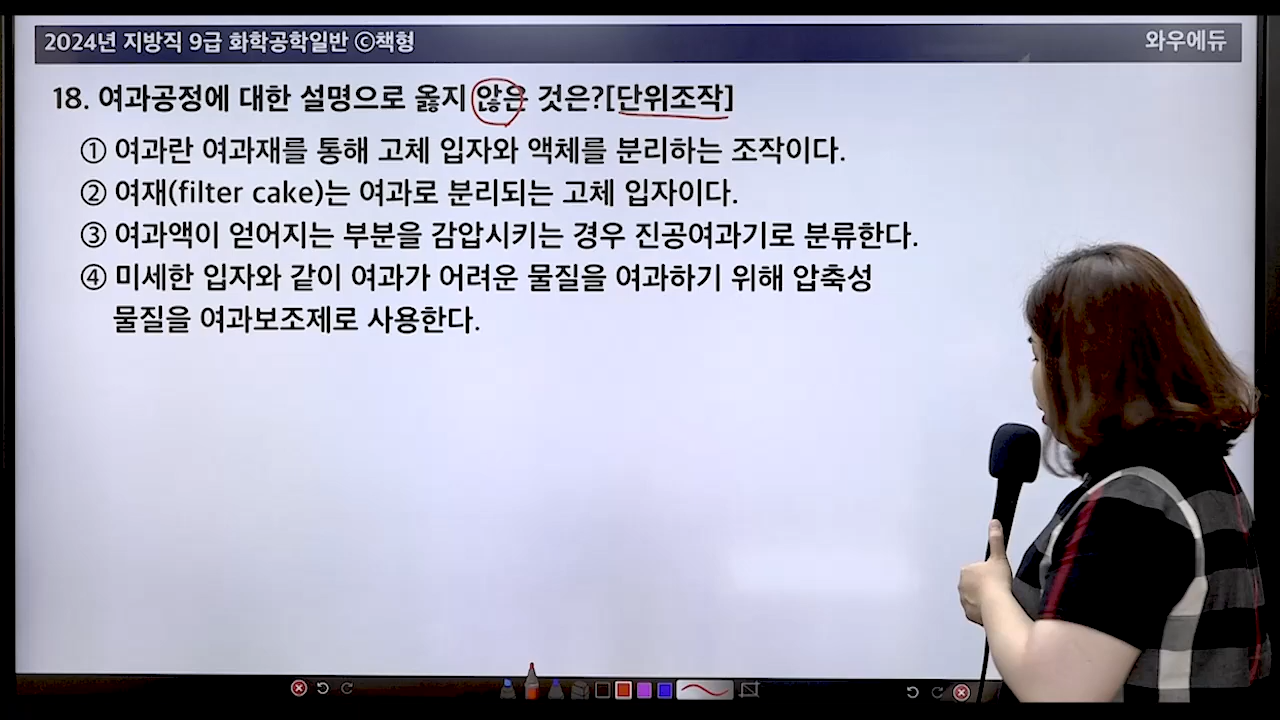 2024년 지방직 9급 화학공학일반 ⓒ책형
와우에듀
18. 여과공정에 대한 설명으로 옳지 않은 것은?[단위조작]
① 여과란 여과재를 통해 고체 입자와 액체를 분리하는 조작이다.
② 여재(filter cake)는 여과로 분리되는 고체 입자이다.
③ 여과액이 얻어지는 부분을 감압시키는 경우 진공여과기로 분류한다.
④ 미세한 입자와 같이 여과가 어려운 물질을 여과하기 위해 압축성
물질을 여과보조제로 사용한다.